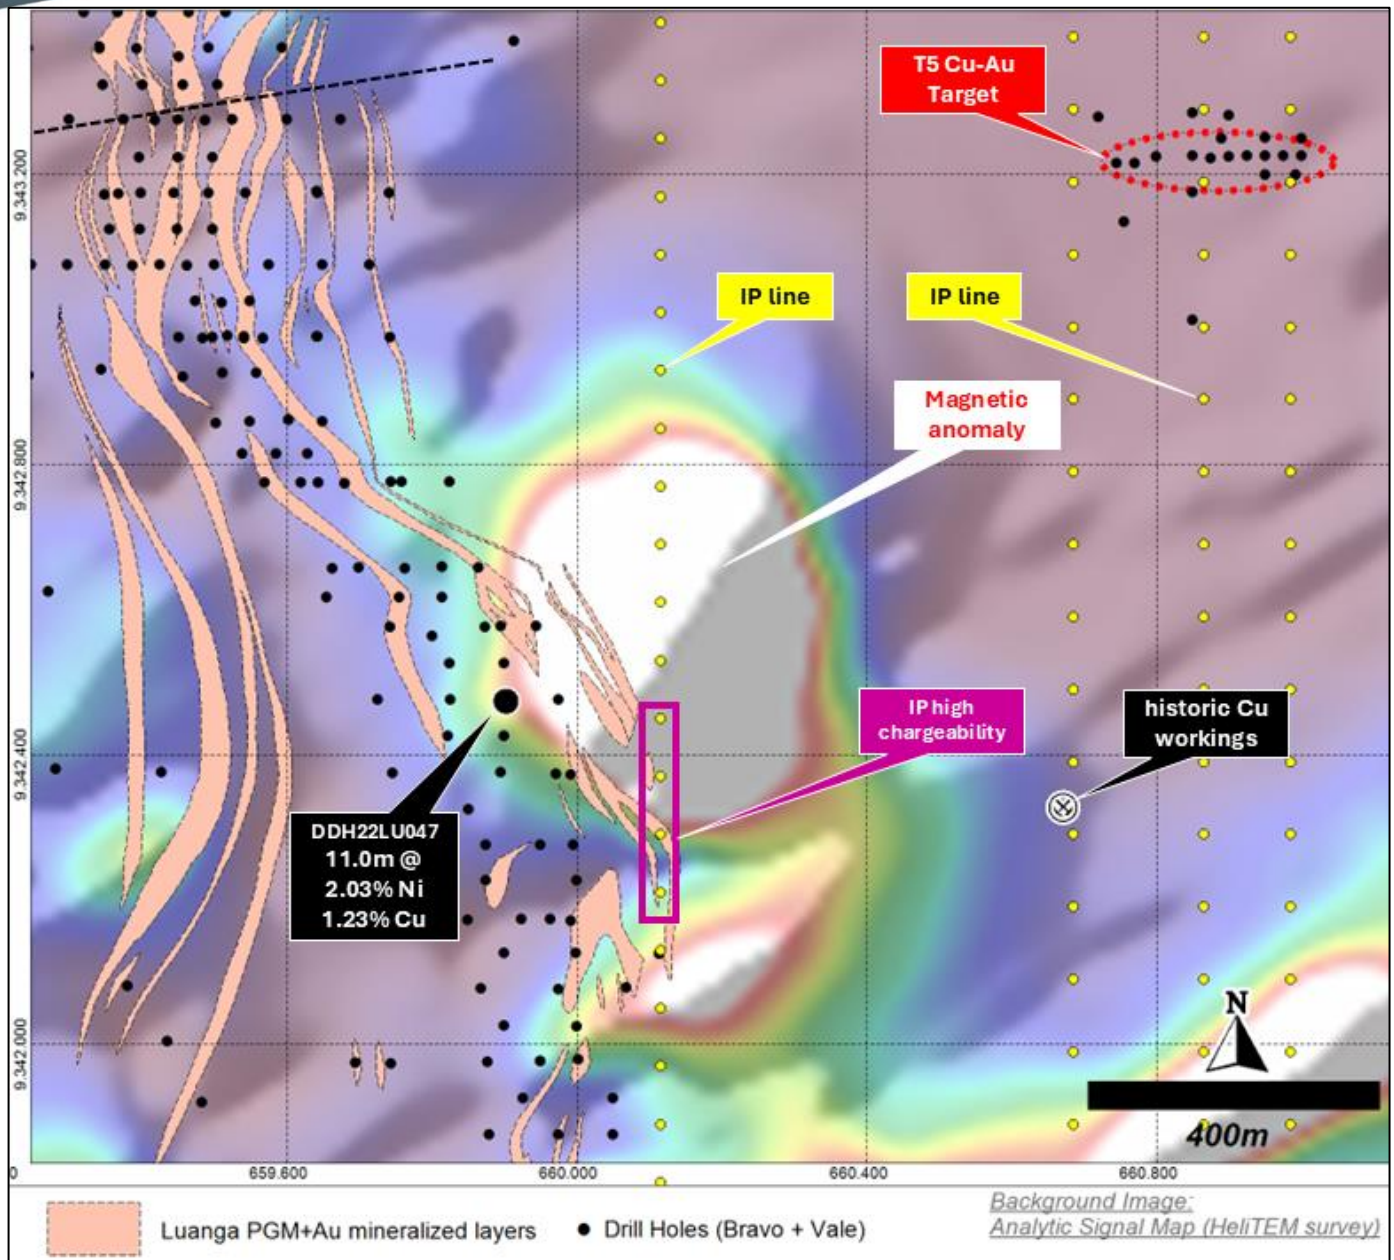 T5 Cu-Au
Target
9.343.200
IP line
IP line
Magnetic
anomaly
9.342.800
IP high
chargeability
historic Cu
workings
9.342.400
DDH22LU047
11.0m @
2.03% Ni
1.23% Cu
N
9.342.000
400m
0
659.600
660.000
660.400
660.800
Luanga PGM+Au mineralized layers
Drill Holes (Bravo + Vale)
Background Image:
Analytic Signal Map (HeliTEM survey)